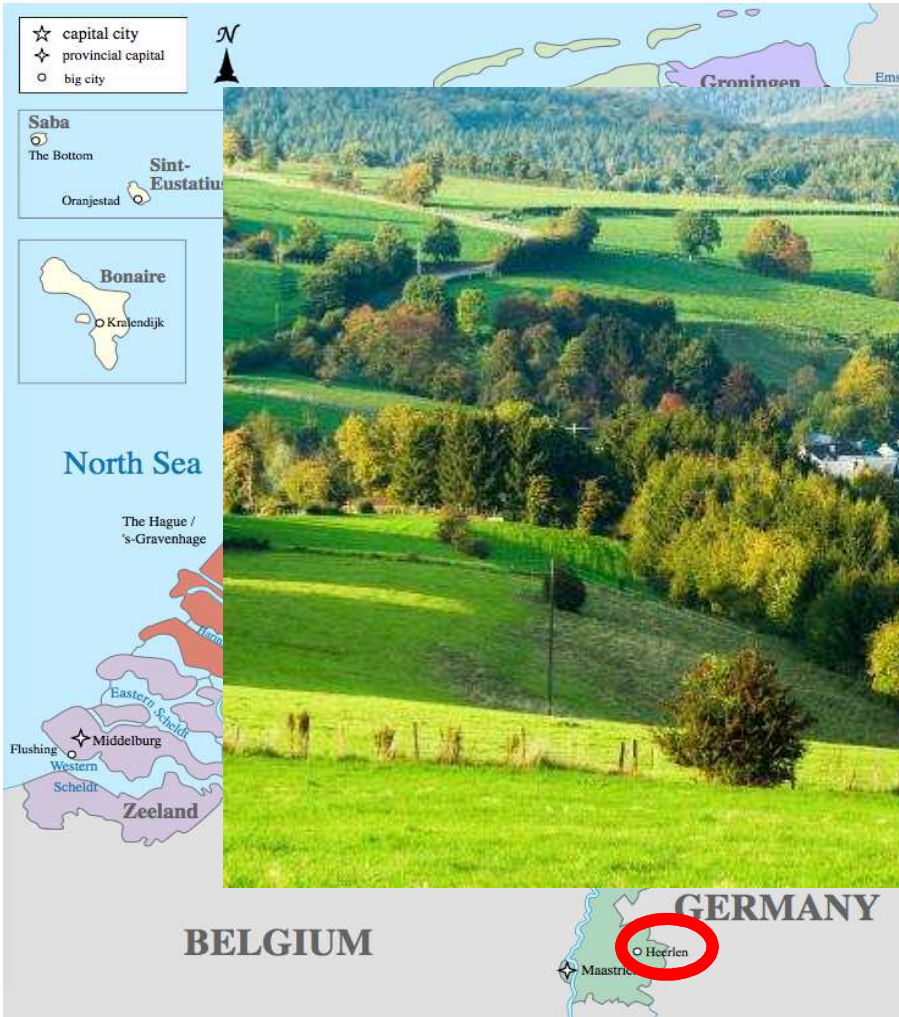 capital city
provincial capital
big city
N
Groningen
Ems
Saba
The Bottom
Sint-
Eustatius
Oranjestad
Bonaire
Kralendijk
North Sea
The Hague /
's-Gravenhage
Eastern Scheldt
Middelburg
Flushing
Western
Scheldt
Zeeland
GERMANY
BELGIUM
Heerlen